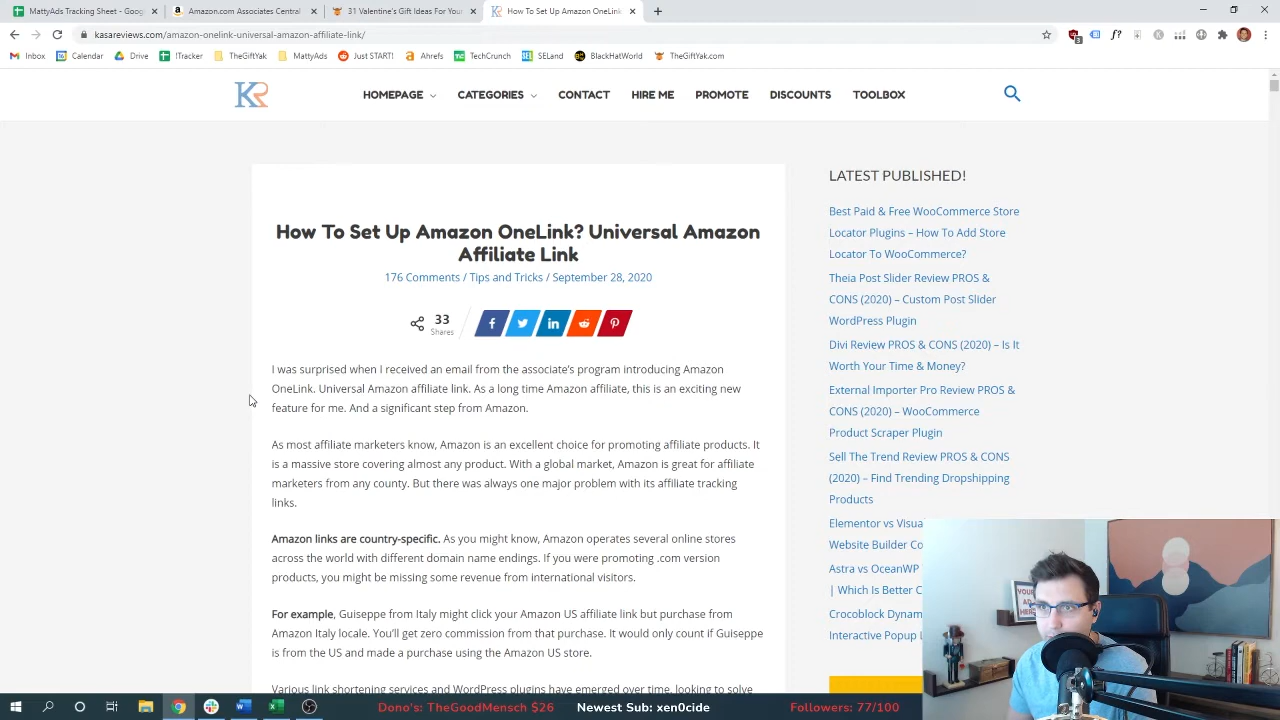 MattyAds Tracking Sheet - Goog
Amazon.com Associates Central
31 Valentine's Gift Ideas For Your
How To Set Up Amazon OneLink
kasareviews.com/amazon-onelink-universal-amazon-affiliate-link/
Inbox
Calendar
Drive
!Tracker
TheGiftYak
MattyAds
Just START!
Ahrefs
TechCrunch
SELand
BlackHatWorld
TheGiftYak.com
KR
HOMEPAGE
CATEGORIES
CONTACT
HIRE ME
PROMOTE
DISCOUNTS
TOOLBOX
How To Set Up Amazon OneLink? Universal Amazon
Affiliate Link
176 Comments / Tips and Tricks / September 28, 2020
33
Shares
I was surprised when I received an email from the associate's program introducing Amazon
OneLink. Universal Amazon affiliate link. As a long time Amazon affiliate, this is an exciting new
feature for me. And a significant step from Amazon.
As most affiliate marketers know, Amazon is an excellent choice for promoting affiliate products. It
is a massive store covering almost any product. With a global market, Amazon is great for affiliate
marketers from any county. But there was always one major problem with its affiliate tracking
links.
Amazon links are country-specific. As you might know, Amazon operates several online stores
across the world with different domain name endings. If you were promoting .com version
products, you might be missing some revenue from international visitors.
For example, Guiseppe from Italy might click your Amazon US affiliate link but purchase from
Amazon Italy locale. You'll get zero commission from that purchase. It would only count if Guiseppe
is from the US and made a purchase using the Amazon US store.
Various link shortening services and WordPress plugins have emerged over time, looking to solve
LATEST PUBLISHED!
Best Paid & Free WooCommerce Store
Locator Plugins – How To Add Store
Locator To WooCommerce?
Theia Post Slider Review PROS &
CONS (2020) – Custom Post Slider
WordPress Plugin
Divi Review PROS & CONS (2020) – Is It
Worth Your Time & Money?
External Importer Pro Review PROS &
CONS (2020) – WooCommerce
Product Scraper Plugin
Sell The Trend Review PROS & CONS
(2020) – Find Trending Dropshipping
Products
Elementor vs Visua
Website Builder Co
Astra vs OceanWP
| Which Is Better C
Crocoblock Dynam
Interactive Popup
YOUR
AD
HERE
Dono's: TheGoodMensch $26
Newest Sub: xen0cide
Followers: 77/100